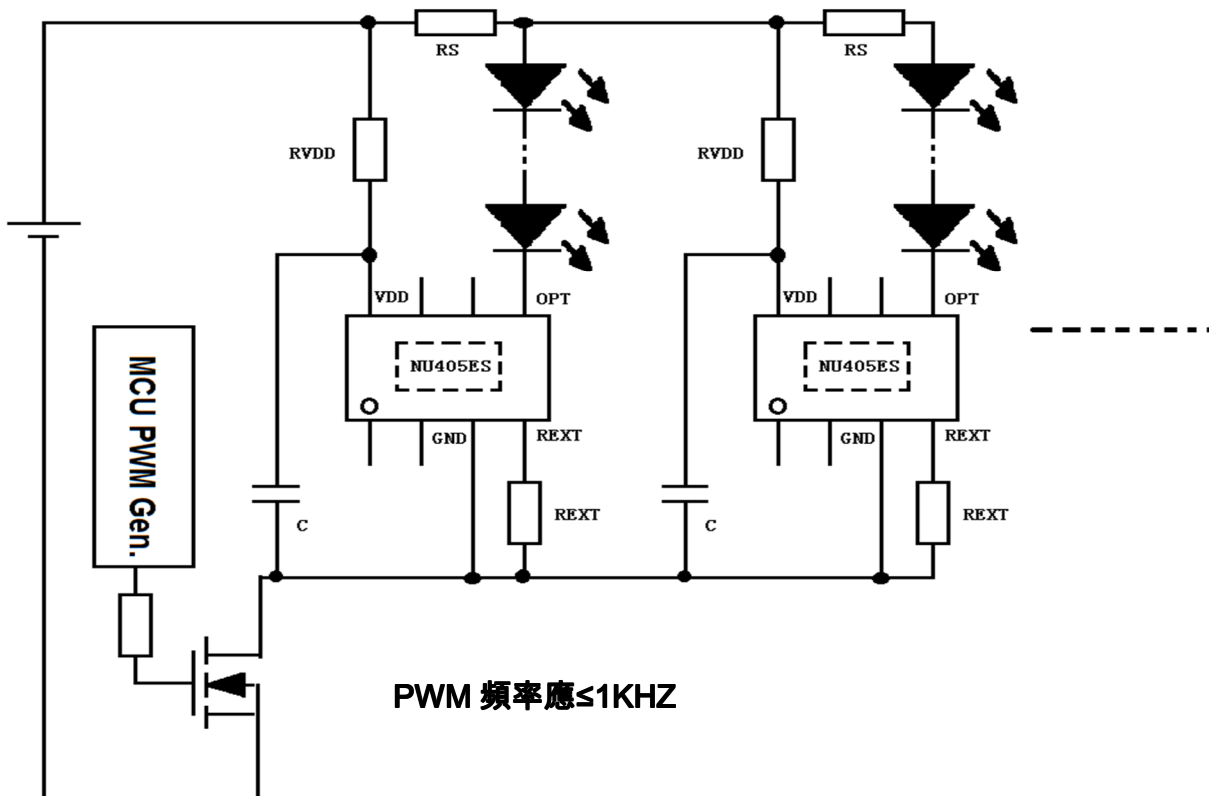 RS
RS
RVDD
RVDD
VDD
OPT
VDD
OPT
NU405ES
NU405ES
MCU PWM Gen.
GND
REXT
GND
REXT
C
REXT
C
REXT
PWM 頻率應≤1KHZ